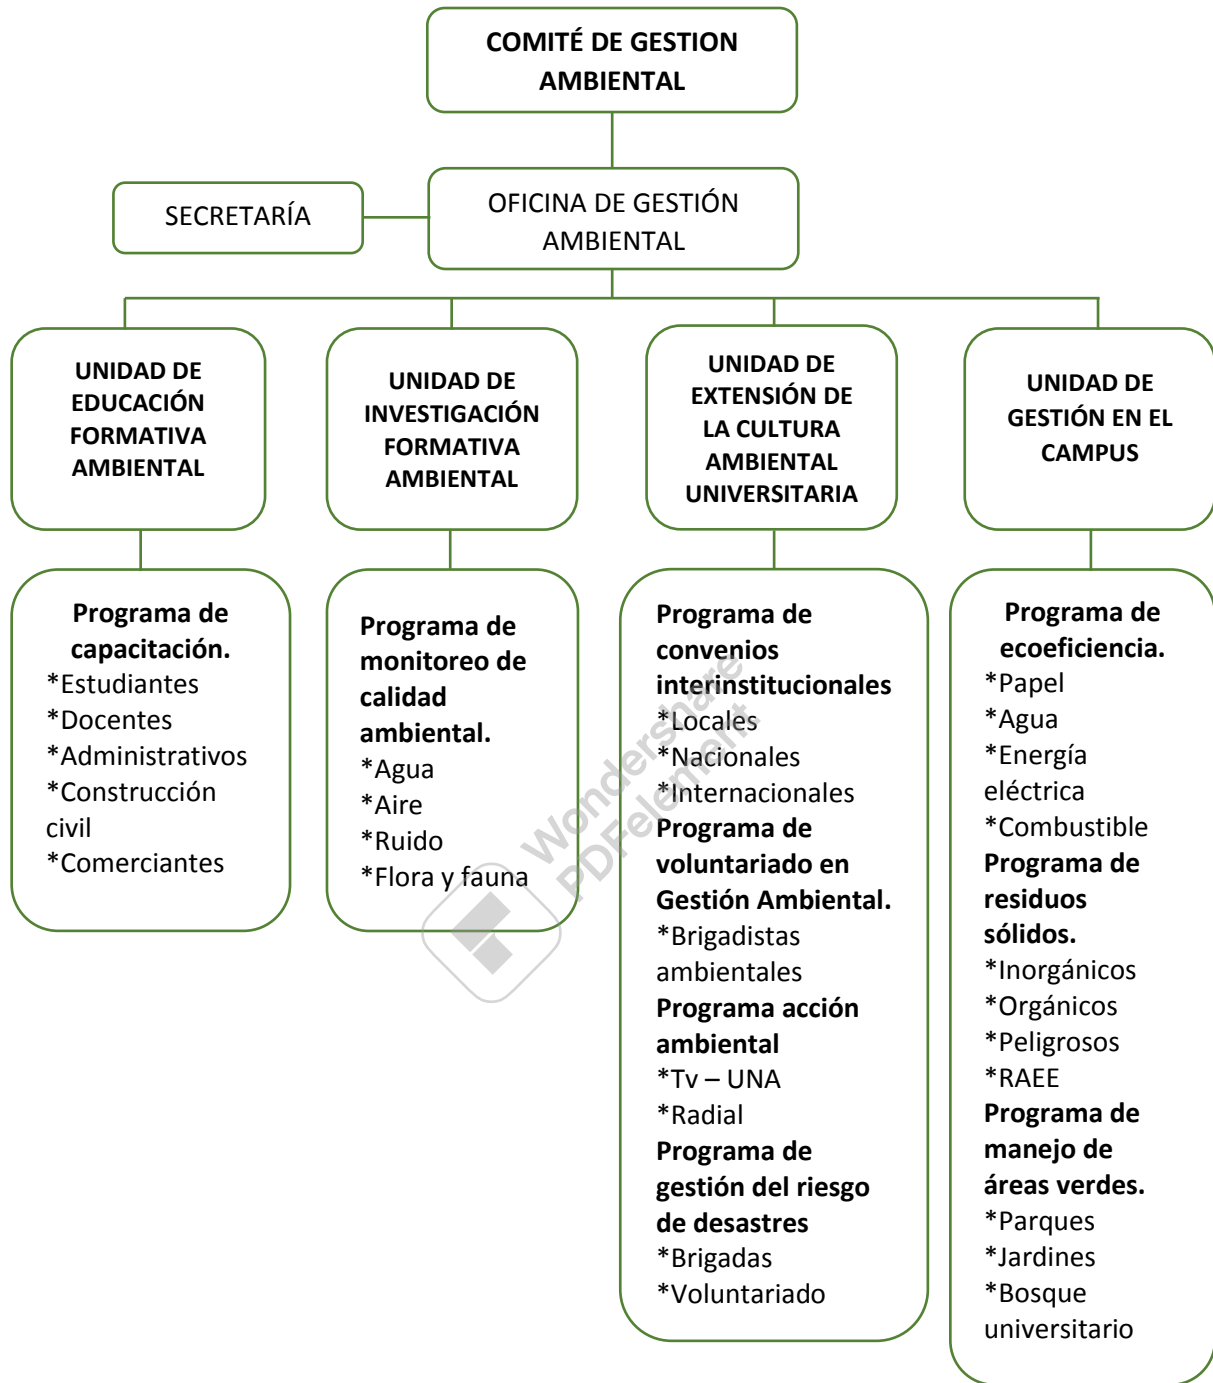 COMITÉ DE GESTION
AMBIENTAL
SECRETARÍA
OFICINA DE GESTIÓN
AMBIENTAL
UNIDAD DE
EDUCACIÓN
FORMATIVA
AMBIENTAL
UNIDAD DE
INVESTIGACIÓN
FORMATIVA
AMBIENTAL
UNIDAD DE
EXTENSIÓN DE
LA CULTURA
AMBIENTAL
UNIVERSITARIA
UNIDAD DE
GESTIÓN EN EL
CAMPUS
Programa de
capacitación.
*Estudiantes
*Docentes
*Administrativos
*Construcción
civil
*Comerciantes
Programa de
monitoreo de
calidad
ambiental.
*Agua
*Aire
*Ruido
*Flora y fauna
Programa de
convenios
interinstitucionales
*Locales
*Nacionales
*Internacionales
Programa de
voluntariado en
Gestión Ambiental.
*Brigadistas
ambientales
Programa acción
ambiental
*Tv – UNA
*Radial
Programa de
gestión del riesgo
de desastres
*Brigadas
*Voluntariado
Programa de
ecoeficiencia.
*Papel
*Agua
*Energía
eléctrica
*Combustible
Programa de
residuos
sólidos.
*Inorgánicos
*Orgánicos
*Peligrosos
*RAEE
Programa de
manejo de
áreas verdes.
*Parques
*Jardines
*Bosque
universitario
Wondershare
PDFelement